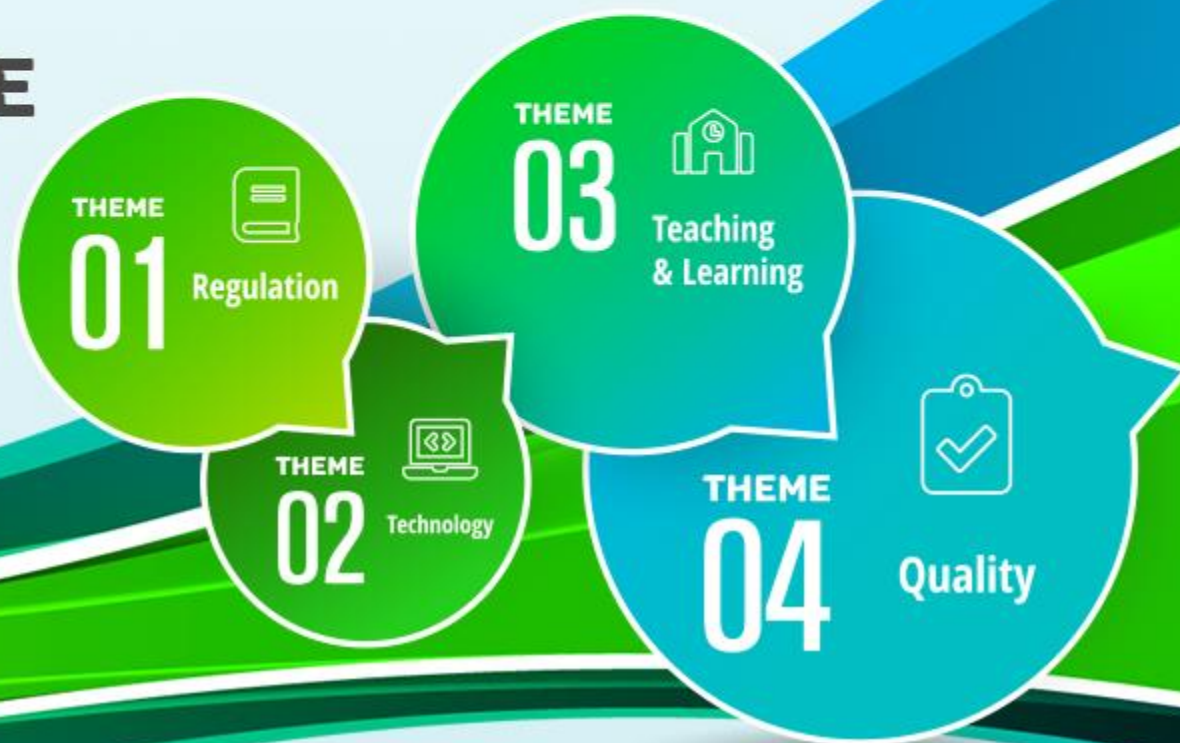 E
THEME
01
Regulation
THEME
02
Technology
THEME
03
Teaching
& Learning
THEME
04
Quality